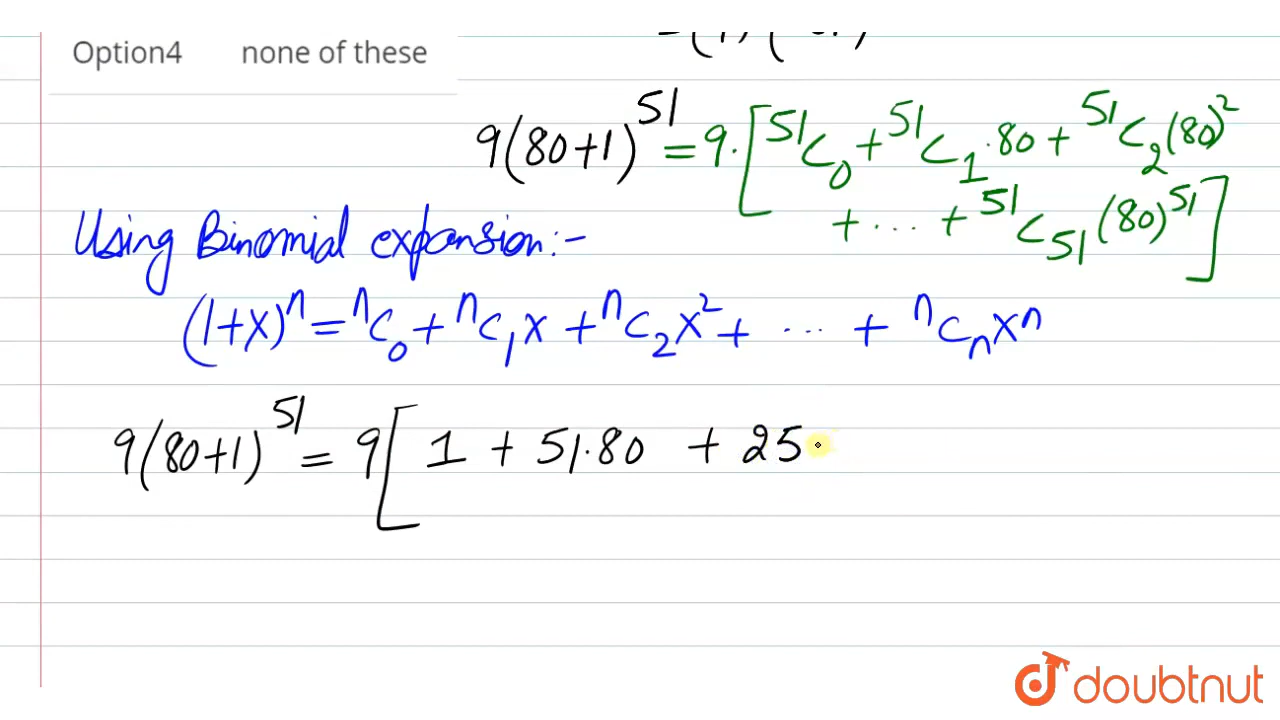 Option4 none of these
9(80+1)^51 = 9·[ ^51C_0 + ^51C_1·80 + ^51C_2(80)^2
+ ... + ^51C_51(80)^51 ]
Using Binomial expansion:-
(1+x)^n = ^nC_0 + ^nC_1x + ^nC_2x^2 + ... + ^nC_nx^n
9(80+1)^51 = 9[ 1 + 51.80 + 25
doubtnut